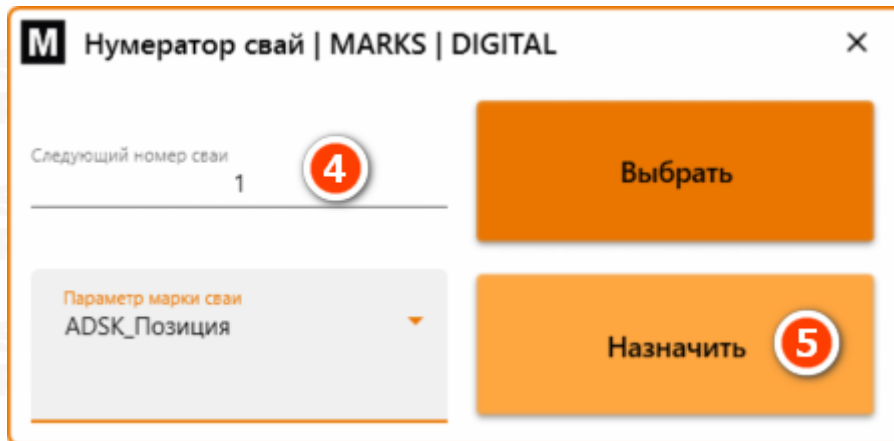 M Нумератор свай | MARKS | DIGITAL
Следующий номер сваи
1
4
Выбрать
Параметр марки сваи
ADSK_Позиция
Назначить
5